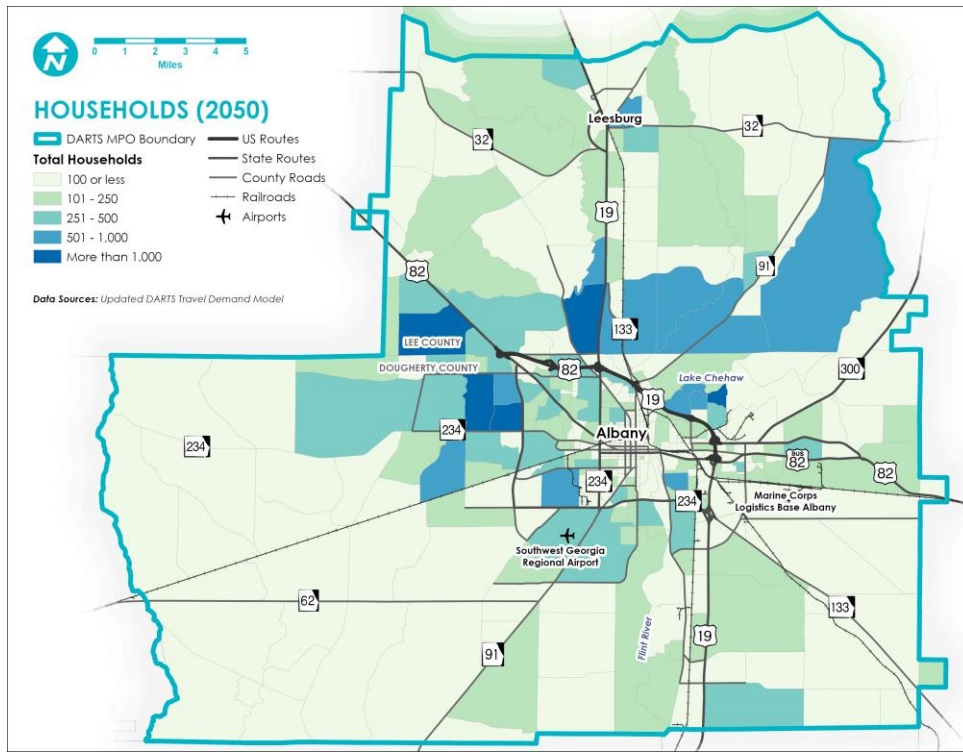 N
0 1 2 3 4 5
Miles
HOUSEHOLDS (2050)
DARTS MPO Boundary
Total Households
100 or less
101 - 250
251 - 500
501 - 1,000
More than 1,000
US Routes
State Routes
County Roads
Railroads
Airports
Data Sources: Updated DARTS Travel Demand Model
Leesburg
32
32
19
82
91
133
LEE COUNTY
DOUGHERTY COUNTY
82
Lake Chehaw
300
19
234
234
Albany
BUS
82
82
234
234
Marine Corps
Logistics Base Albany
Southwest Georgia
Regional Airport
62
133
91
19
Flint River